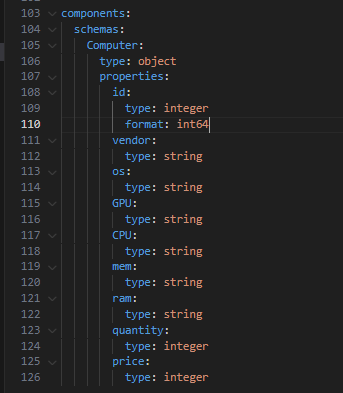 103 components:
104 schemas:
105 Computer:
106 type: object
107 properties:
108 id:
109 type: integer
110 format: int64
111 vendor:
112 type: string
113 os:
114 type: string
115 GPU:
116 type: string
117 CPU:
118 type: string
119 mem:
120 type: string
121 ram:
122 type: string
123 quantity:
124 type: integer
125 price:
126 type: integer